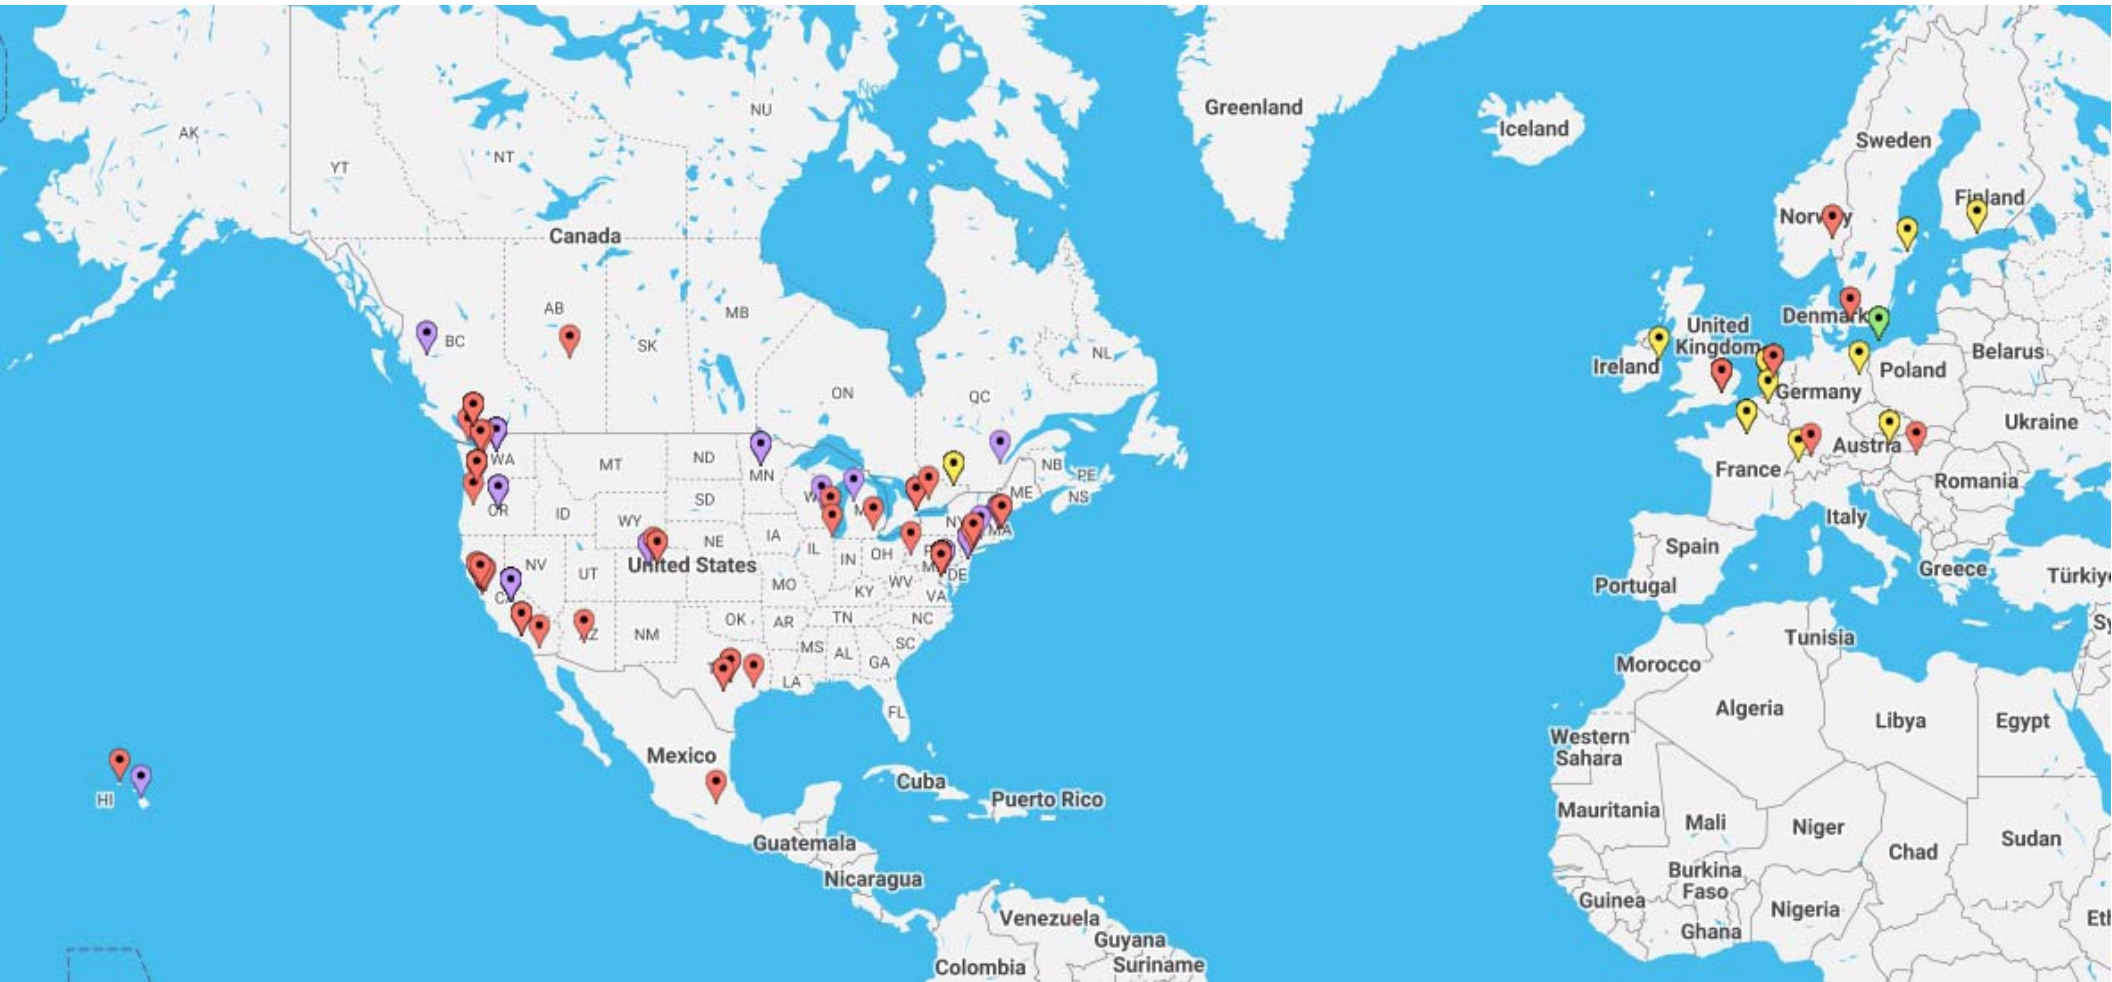 Greenland
Iceland
NU
AK
NT
YT
Sweden
Finland
Norway
Canada
AB
BC
MB
SK
NL
ON
QC
Denmark
United
Kingdom
Ireland
Belarus
Poland
Germany
Ukraine
Austria
France
Romania
WA
MT
ND
MN
NB
PE
NS
ME
SD
OR
ID
WY
NY
MA
IA
NE
IL
IN
OH
NV
UT
United States
DE
MO
KY
WV
VA
OK
AR
TN
NC
NM
MS
AL
GA
SC
LA
FL
Italy
Spain
Portugal
Greece
Türkiy
Sy
Tunisia
Morocco
Algeria
Libya
Egypt
Western
Sahara
Mexico
HI
Cuba
Puerto Rico
Mauritania
Mali
Niger
Chad
Sudan
Guatemala
Nicaragua
Burkina
Faso
Guinea
Nigeria
Ghana
Eth
Venezuela
Guyana
Suriname
Colombia